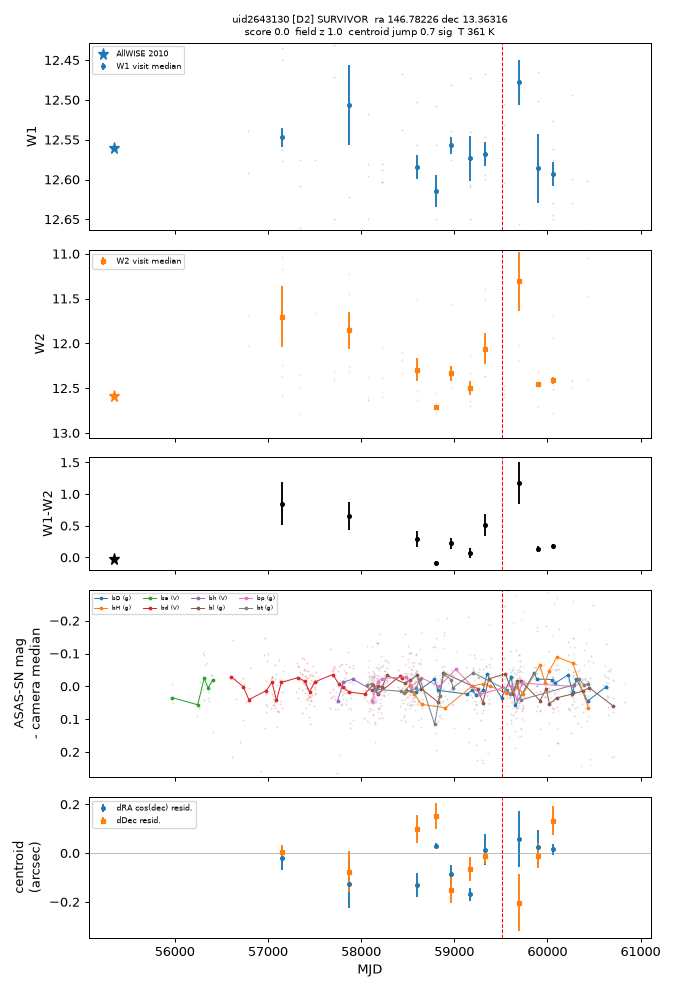 uid2643130 [D2] SURVIVOR  ra 146.78226 dec 13.36316
score 0.0  field z 1.0  centroid jump 0.7 sig  T 361 K
12.45
12.50
12.55
12.60
12.65
W1
AllWISE 2010
W1 visit median
11.0
11.5
12.0
12.5
13.0
W2
W2 visit median
1.5
1.0
0.5
0.0
W1-W2
−0.2
−0.1
0.0
0.1
0.2
ASAS-SN mag
- camera median
bD (g)
bH (g)
ba (V)
bd (V)
bh (V)
bl (g)
bp (g)
bt (g)
0.2
0.0
−0.2
centroid
(arcsec)
dRA cos(dec) resid.
dDec resid.
56000
57000
58000
59000
60000
61000
MJD